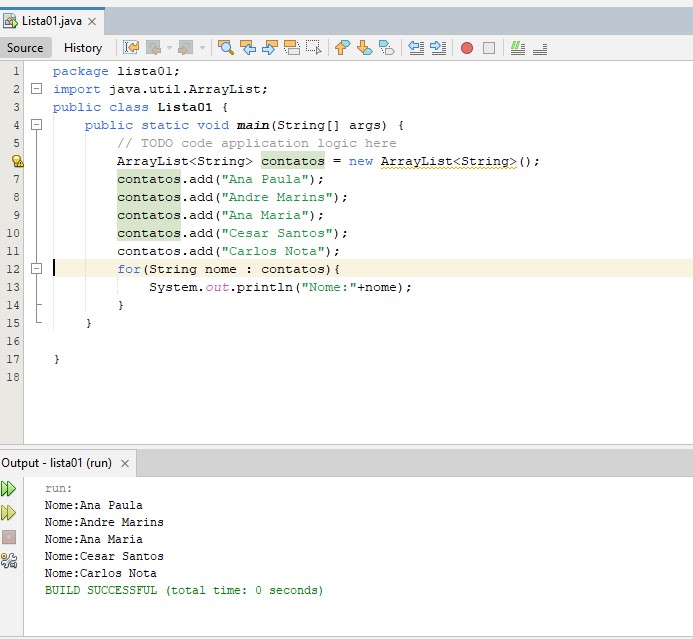 Lista01.java
Source History
1 package lista01;
2 import java.util.ArrayList;
3 public class Lista01 {
4 public static void main(String[] args) {
5 // TODO code application logic here
ArrayList<String> contatos = new ArrayList<String>();
7 contatos.add("Ana Paula");
8 contatos.add("Andre Marins");
9 contatos.add("Ana Maria");
10 contatos.add("Cesar Santos");
11 contatos.add("Carlos Nota");
12 for(String nome : contatos){
13 System.out.println("Nome:"+nome);
14 }
15 }
16
17 }
18
Output - lista01 (run)
run:
Nome:Ana Paula
Nome:Andre Marins
Nome:Ana Maria
Nome:Cesar Santos
Nome:Carlos Nota
BUILD SUCCESSFUL (total time: 0 seconds)